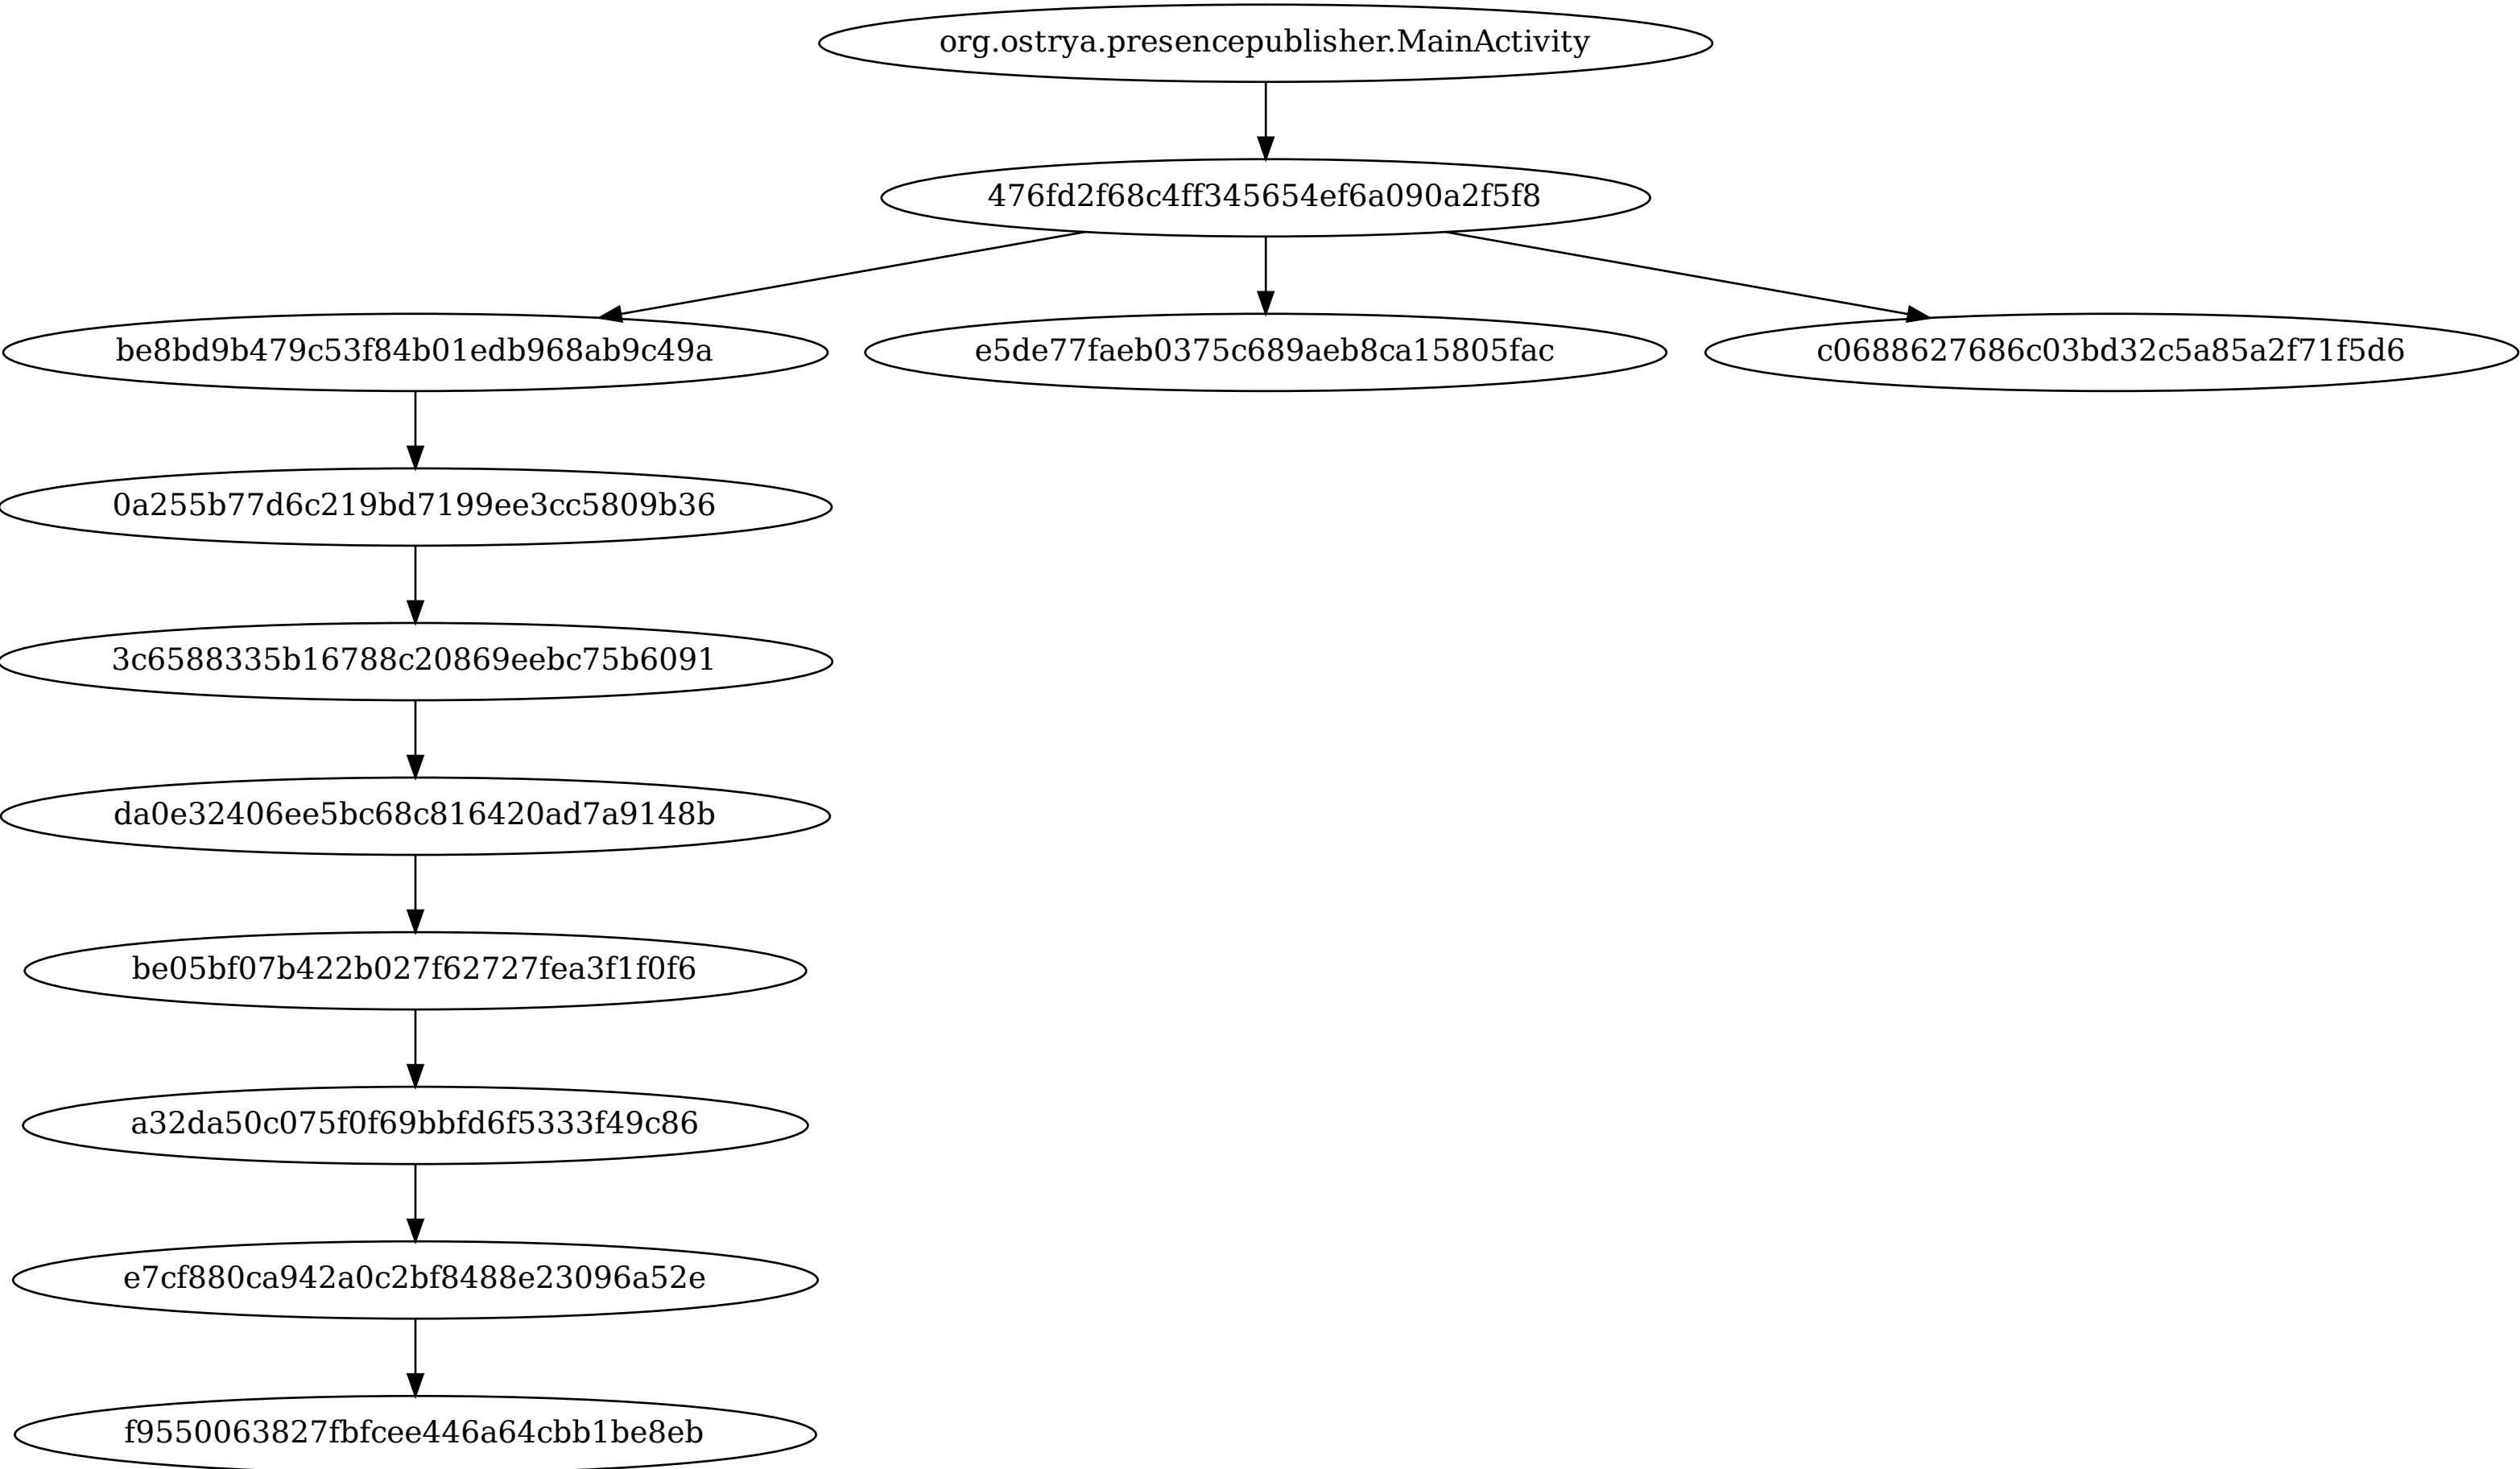 org.ostrya.presencepublisher.MainActivity
476fd2f68c4ff345654ef6a090a2f5f8
be8bd9b479c53f84b01edb968ab9c49a
e5de77faeb0375c689aeb8ca15805fac
c0688627686c03bd32c5a85a2f71f5d6
0a255b77d6c219bd7199ee3cc5809b36
3c6588335b16788c20869eebc75b6091
da0e32406ee5bc68c816420ad7a9148b
be05bf07b422b027f62727fea3f1f0f6
a32da50c075f0f69bbfd6f5333f49c86
e7cf880ca942a0c2bf8488e23096a52e
f9550063827fbfcee446a64cbb1be8eb